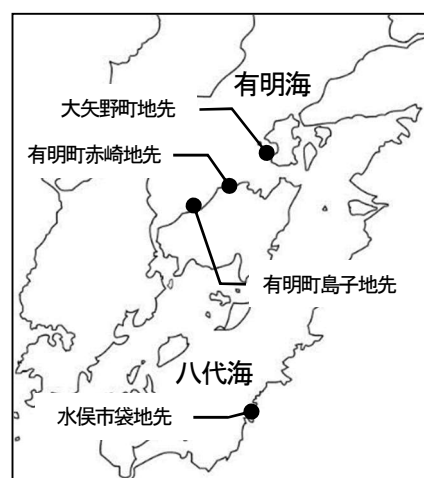 有明海
大矢野町地先
有明町赤崎地先
有明町島子地先
八代海
水俣市袋地先